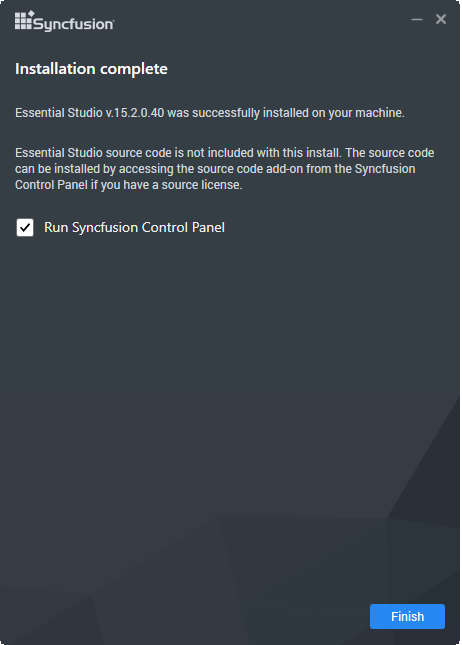 Syncfusion
Installation complete
Essential Studio v.15.2.0.40 was successfully installed on your machine.
Essential Studio source code is not included with this install. The source code
can be installed by accessing the source code add-on from the Syncfusion
Control Panel if you have a source license.
Run Syncfusion Control Panel
Finish